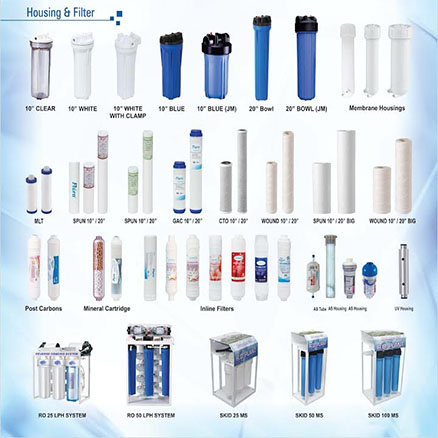 Housing & Filter
10" CLEAR
10" WHITE
10" WHITE
WITH CLAMP
10" BLUE
10" BLUE (JM)
20" Bowl
20" BOWL (JM)
Membrane Housings
MLT
SPUN 10" / 20"
SPUN 10" / 20"
GAC 10" / 20"
CTO 10" / 20"
WOUND 10" / 20"
SPUN 10" / 20" BIG
WOUND 10" / 20" BIG
Post Carbons
Mineral Cartridge
Inline Filters
AS Tube
AS Housing
AS Housing
UV Housing
RO 25 LPH SYSTEM
RO 50 LPH SYSTEM
SKID 25 MS
SKID 50 MS
SKID 100 MS